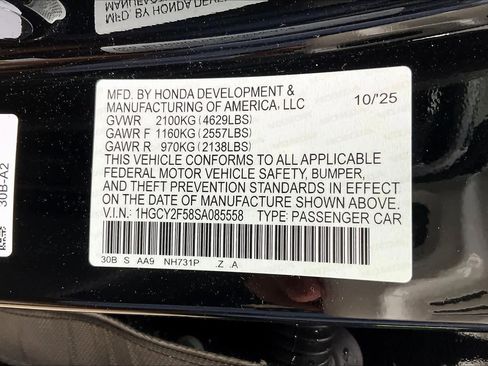 MFD. BY HONDA DEVELOPMENT &
MANUFACTURING OF AMERICA, LLC 10/'25
GVWR 2100KG (4629LBS)
GAWR F 1160KG (2557LBS)
GAWR R 970KG (2138LBS)
THIS VEHICLE CONFORMS TO ALL APPLICABLE
FEDERAL MOTOR VEHICLE SAFETY, BUMPER,
AND THEFT PREVENTION STANDARDS IN EFFECT
ON THE DATE OF MANUFACTURE SHOWN ABOVE.
V.I.N: 1HGCY2F58SA085558 TYPE: PASSENGER CAR
30B S AA9 NH731P .Z .A
30B-A2